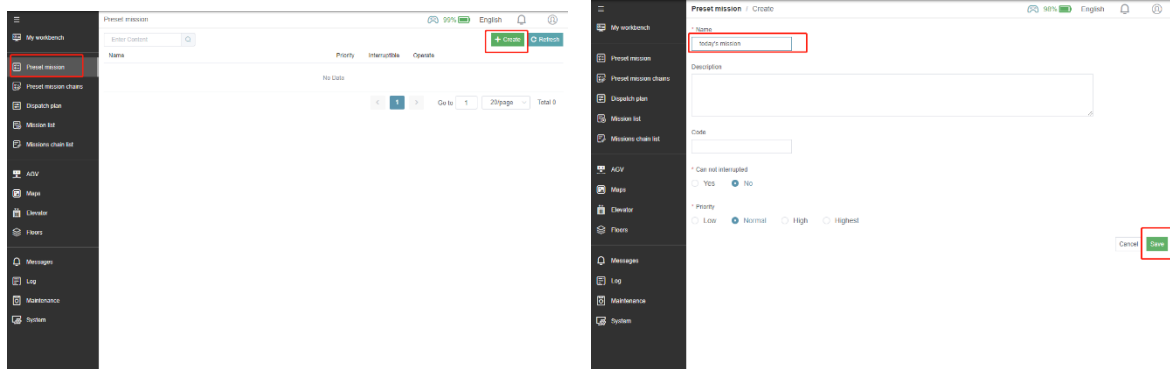 Preset mission
99%
English
My workbench
Preset mission
Preset mission chains
Dispatch plan
Mission list
Missions chain list
AGV
Maps
Elevator
Floors
Messages
Log
Maintenance
System
Enter Content
+ Create
Refresh
Name
Priority
Interruptible
Operate
No Data
1
Go to
1
20/page
Total 0
Preset mission / Create
98%
English
My workbench
Preset mission
Preset mission chains
Dispatch plan
Mission list
Missions chain list
AGV
Maps
Elevator
Floors
Messages
Log
Maintenance
System
* Name
today's mission
Description
Code
* Can not interrupted
Yes
No
* Priority
Low
Normal
High
Highest
Cancel
Save